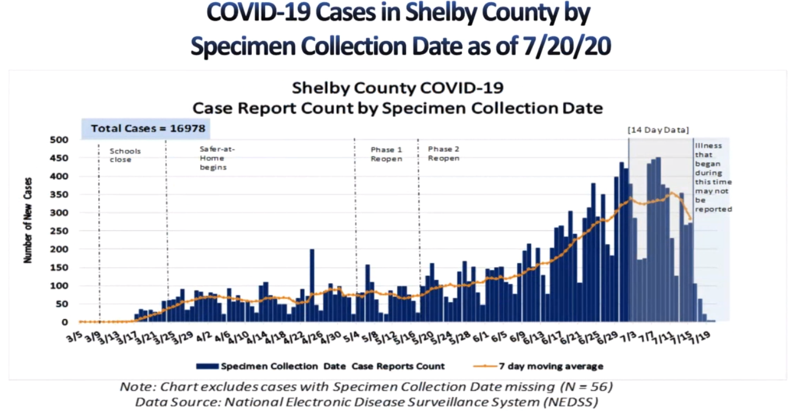 COVID-19 Cases in Shelby County by
Specimen Collection Date as of 7/20/20
Shelby County COVID-19
Case Report Count by Specimen Collection Date
Total Cases = 16978
[14 Day Data]
Schools
close
Safer-at-
Home
begins
Phase 1
Reopen
Phase 2
Reopen
Illness
that
began
during
this time
may not
be
reported
Number of New Cases
500
450
400
350
300
250
200
150
100
50
0
3/5 3/9 3/13 3/17 3/21 3/25 3/29 4/2 4/6 4/10 4/14 4/18 4/22 4/26 4/30 5/4 5/8 5/12 5/16 5/20 5/24 5/28 6/1 6/5 6/9 6/13 6/17 6/21 6/25 6/29 7/3 7/7 7/11 7/15 7/19
Specimen Collection Date Case Reports Count 7 day moving average
Note: Chart excludes cases with Specimen Collection Date missing (N = 56)
Data Source: National Electronic Disease Surveillance System (NEDSS)